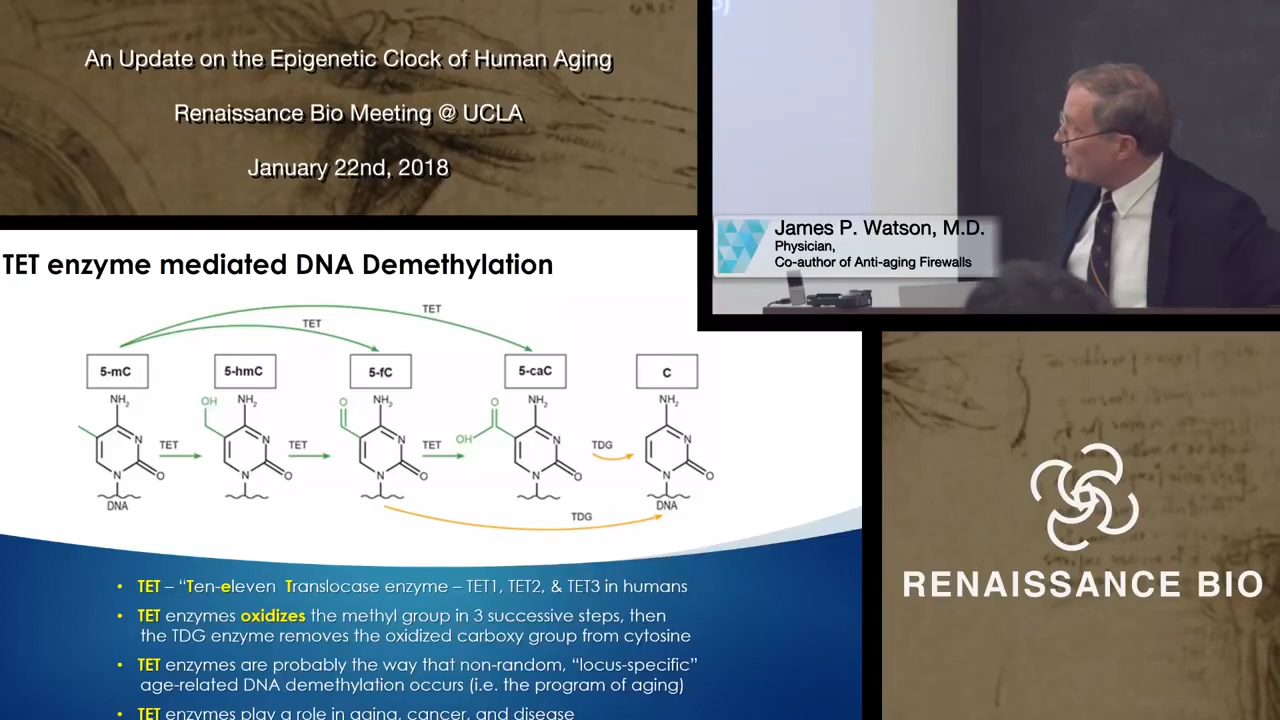 An Update on the Epigenetic Clock of Human Aging
Renaissance Bio Meeting @ UCLA
January 22nd, 2018
James P. Watson, M.D.
Physician,
Co-author of Anti-aging Firewalls
TET enzyme mediated DNA Demethylation
TET
TET
5-mC
5-hmC
5-fC
5-caC
C
NH2
OH
NH2
O
NH2
O
NH2
NH2
TET
TET
TET
OH
TDG
N
N
N
N
N
N
O
N
O
N
O
N
O
N
O
DNA
DNA
TDG
• TET – “Ten-eleven Translocase enzyme – TET1, TET2, & TET3 in humans
• TET enzymes oxidizes the methyl group in 3 successive steps, then
the TDG enzyme removes the oxidized carboxy group from cytosine
• TET enzymes are probably the way that non-random, “locus-specific”
age-related DNA demethylation occurs (i.e. the program of aging)
• TET enzymes play a role in aging, cancer, and disease
RENAISSANCE BIO